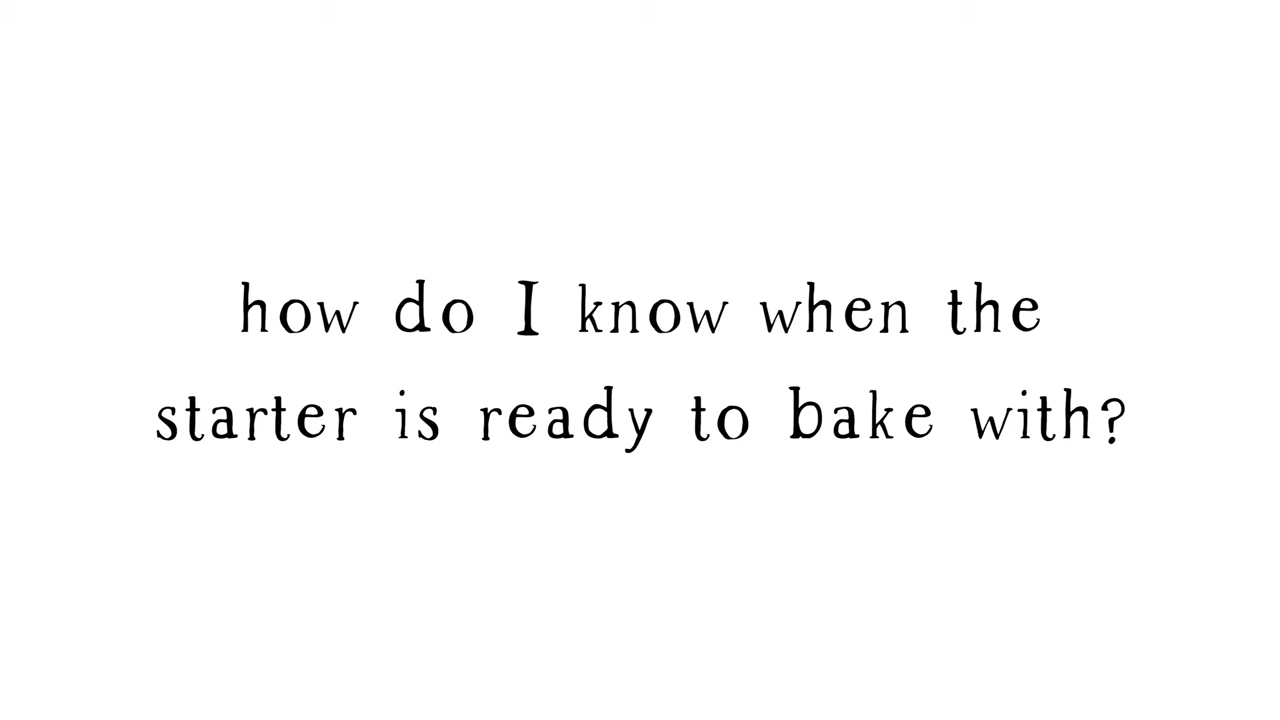 how do I know when the
starter is ready to bake with?